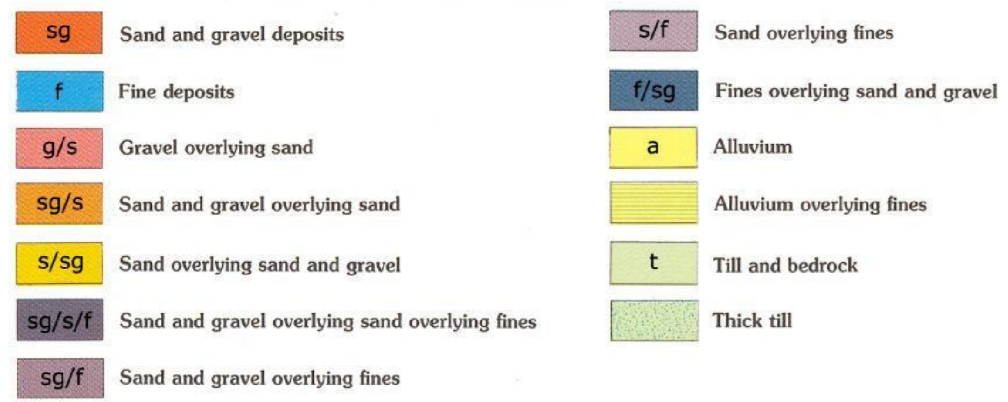 sg Sand and gravel deposits
f Fine deposits
g/s Gravel overlying sand
sg/s Sand and gravel overlying sand
s/sg Sand overlying sand and gravel
sg/s/f Sand and gravel overlying sand overlying fines
sg/f Sand and gravel overlying fines
s/f Sand overlying fines
f/sg Fines overlying sand and gravel
a Alluvium
Alluvium overlying fines
t Till and bedrock
Thick till